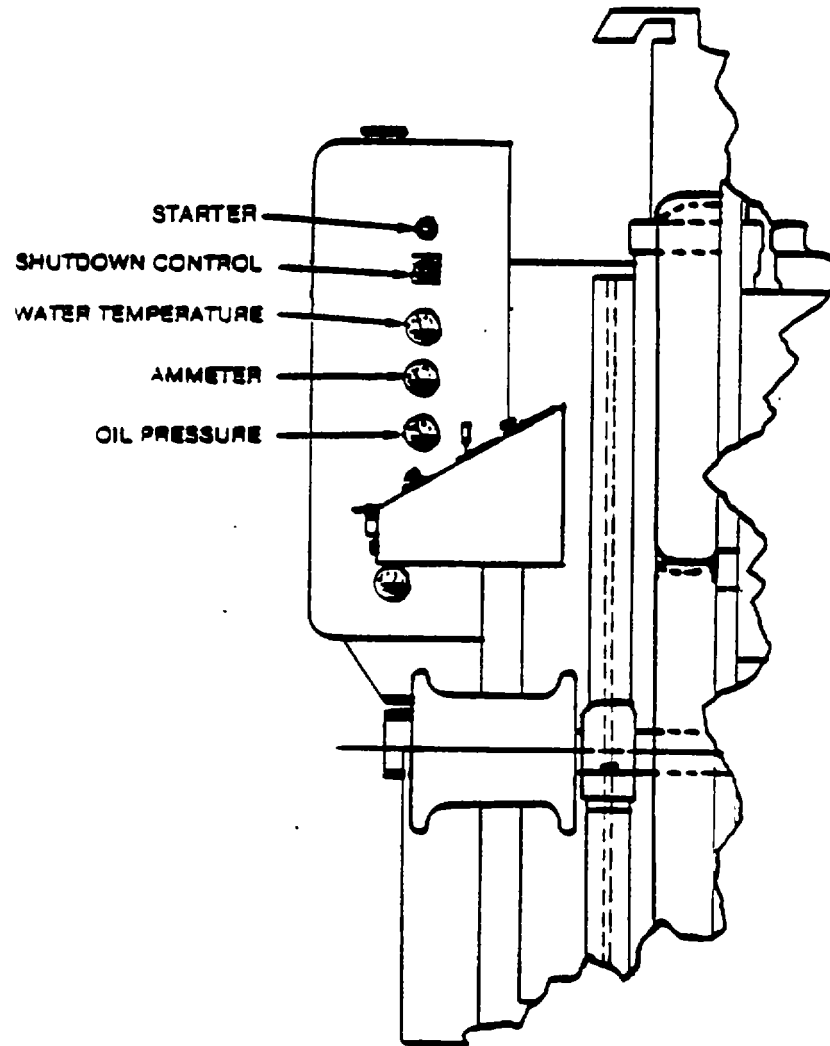 STARTER
SHUTDOWN CONTROL
WATER TEMPERATURE
AMMETER
OIL PRESSURE